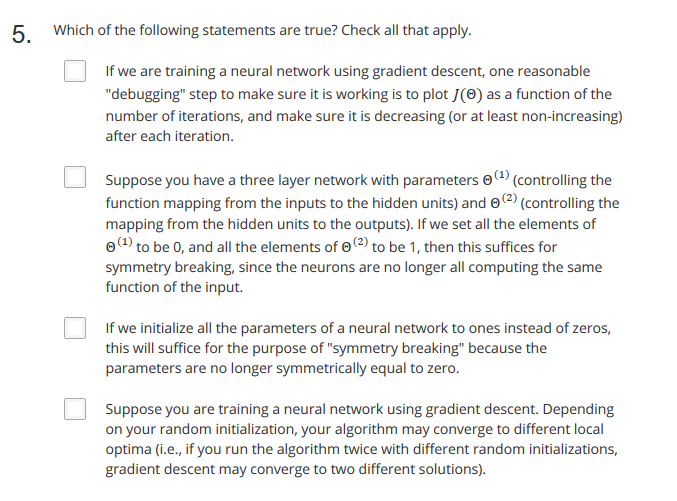 5. Which of the following statements are true? Check all that apply.
If we are training a neural network using gradient descent, one reasonable
"debugging" step to make sure it is working is to plot J(Θ) as a function of the
number of iterations, and make sure it is decreasing (or at least non-increasing)
after each iteration.
Suppose you have a three layer network with parameters Θ⁽¹⁾ (controlling the
function mapping from the inputs to the hidden units) and Θ⁽²⁾ (controlling the
mapping from the hidden units to the outputs). If we set all the elements of
Θ⁽¹⁾ to be 0, and all the elements of Θ⁽²⁾ to be 1, then this suffices for
symmetry breaking, since the neurons are no longer all computing the same
function of the input.
If we initialize all the parameters of a neural network to ones instead of zeros,
this will suffice for the purpose of "symmetry breaking" because the
parameters are no longer symmetrically equal to zero.
Suppose you are training a neural network using gradient descent. Depending
on your random initialization, your algorithm may converge to different local
optima (i.e., if you run the algorithm twice with different random initializations,
gradient descent may converge to two different solutions).